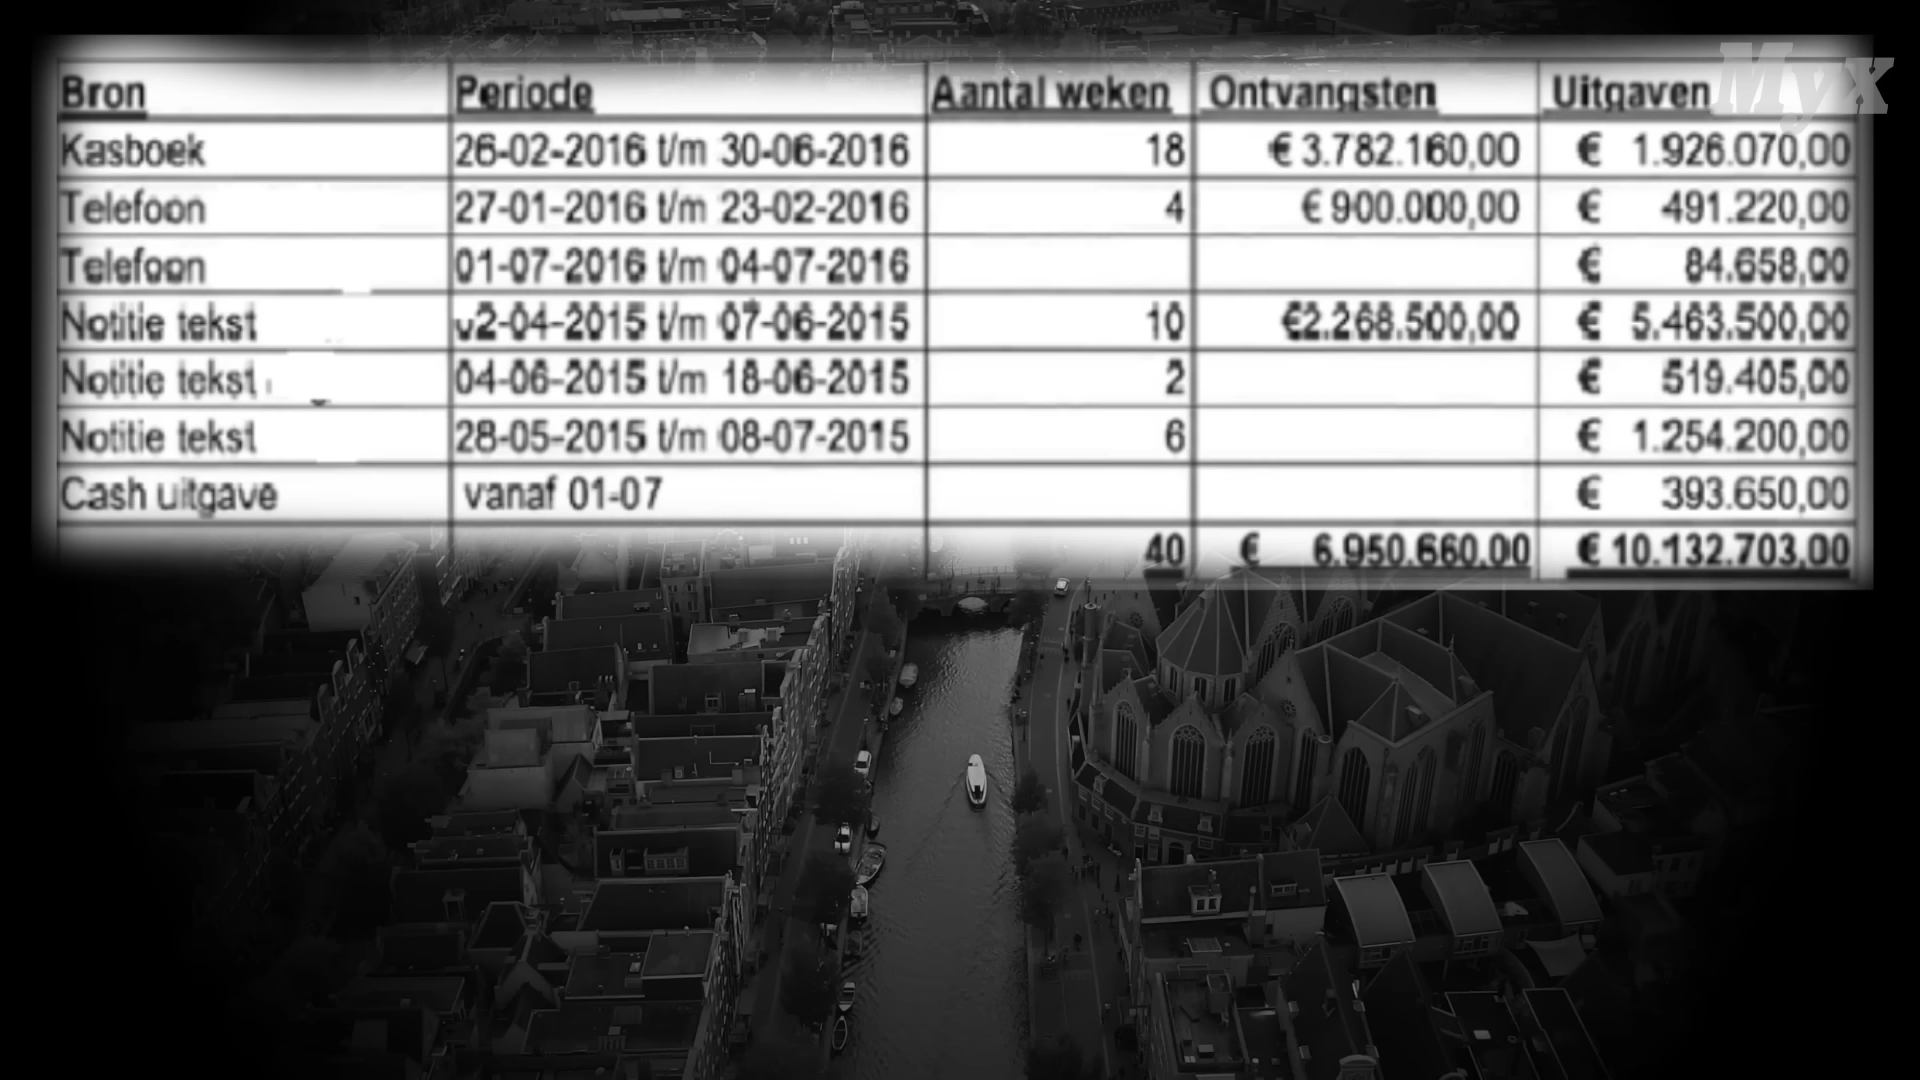 Myx
Bron Periode Aantal weken Ontvangsten Uitgaven
Kasboek 26-02-2016 t/m 30-06-2016 18 € 3.782.160,00 € 1.926.070,00
Telefoon 27-01-2016 t/m 23-02-2016 4 € 900.000,00 € 491.220,00
Telefoon 01-07-2016 t/m 04-07-2016 € 84.658,00
Notitie tekst v2-04-2015 t/m 07-06-2015 10 €2.268.500,00 € 5.463.500,00
Notitie tekst 04-06-2015 t/m 18-06-2015 2 € 519.405,00
Notitie tekst 28-05-2015 t/m 08-07-2015 6 € 1.254.200,00
Cash uitgave vanaf 01-07 € 393.650,00
40 € 6.950.660,00 € 10.132.703,00